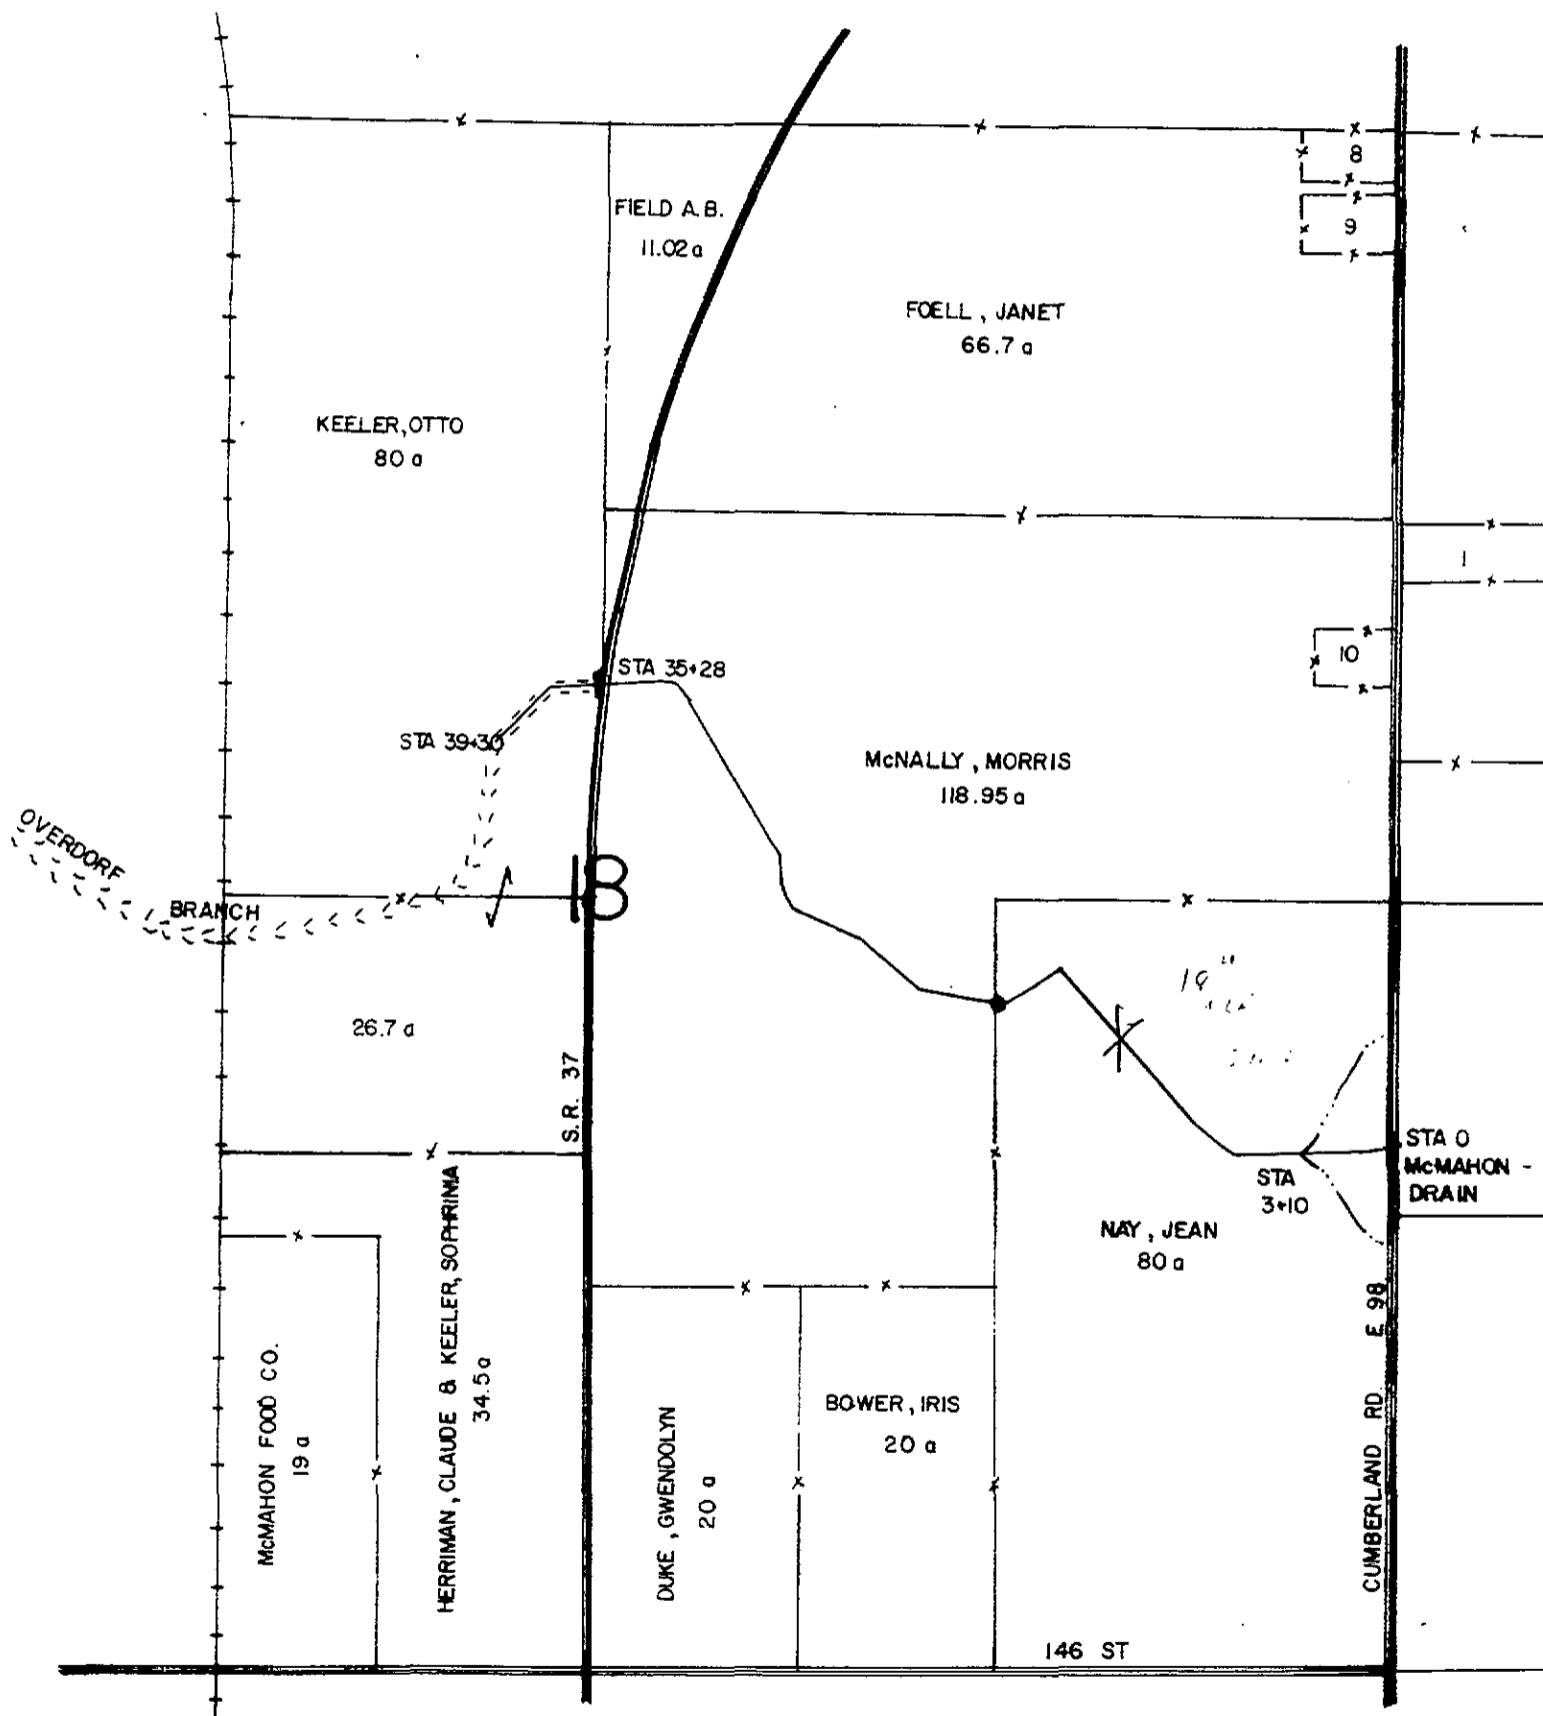 8
9
FIELD A.B.
11.02 a
FOELL, JANET
66.7 a
KEELER, OTTO
80 a
1
10
STA 35+28
STA 39+30
McNALLY, MORRIS
118.95 a
OVERDORF
BRANCH
18"
26.7 a
S.R. 37
STA 0
McMAHON -
DRAIN
STA
3+10
NAY, JEAN
80 a
McMAHON FOOD CO.
19 a
HERRIMAN, CLAUDE & KEELER, SOPHRINIA
34.5 a
DUKE, GWENDOLYN
20 a
BOWER, IRIS
20 a
CUMBERLAND RD. E. 98
146 ST